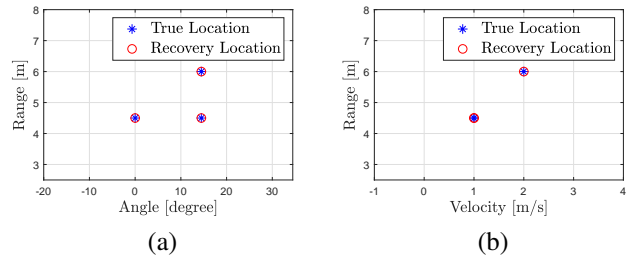 8
7
6
5
4
3
Range [m]
True Location
Recovery Location
-20 -10 0 10 20 30
Angle [degree]
(a)
8
7
6
5
4
3
Range [m]
True Location
Recovery Location
-1 0 1 2 3 4
Velocity [m/s]
(b)